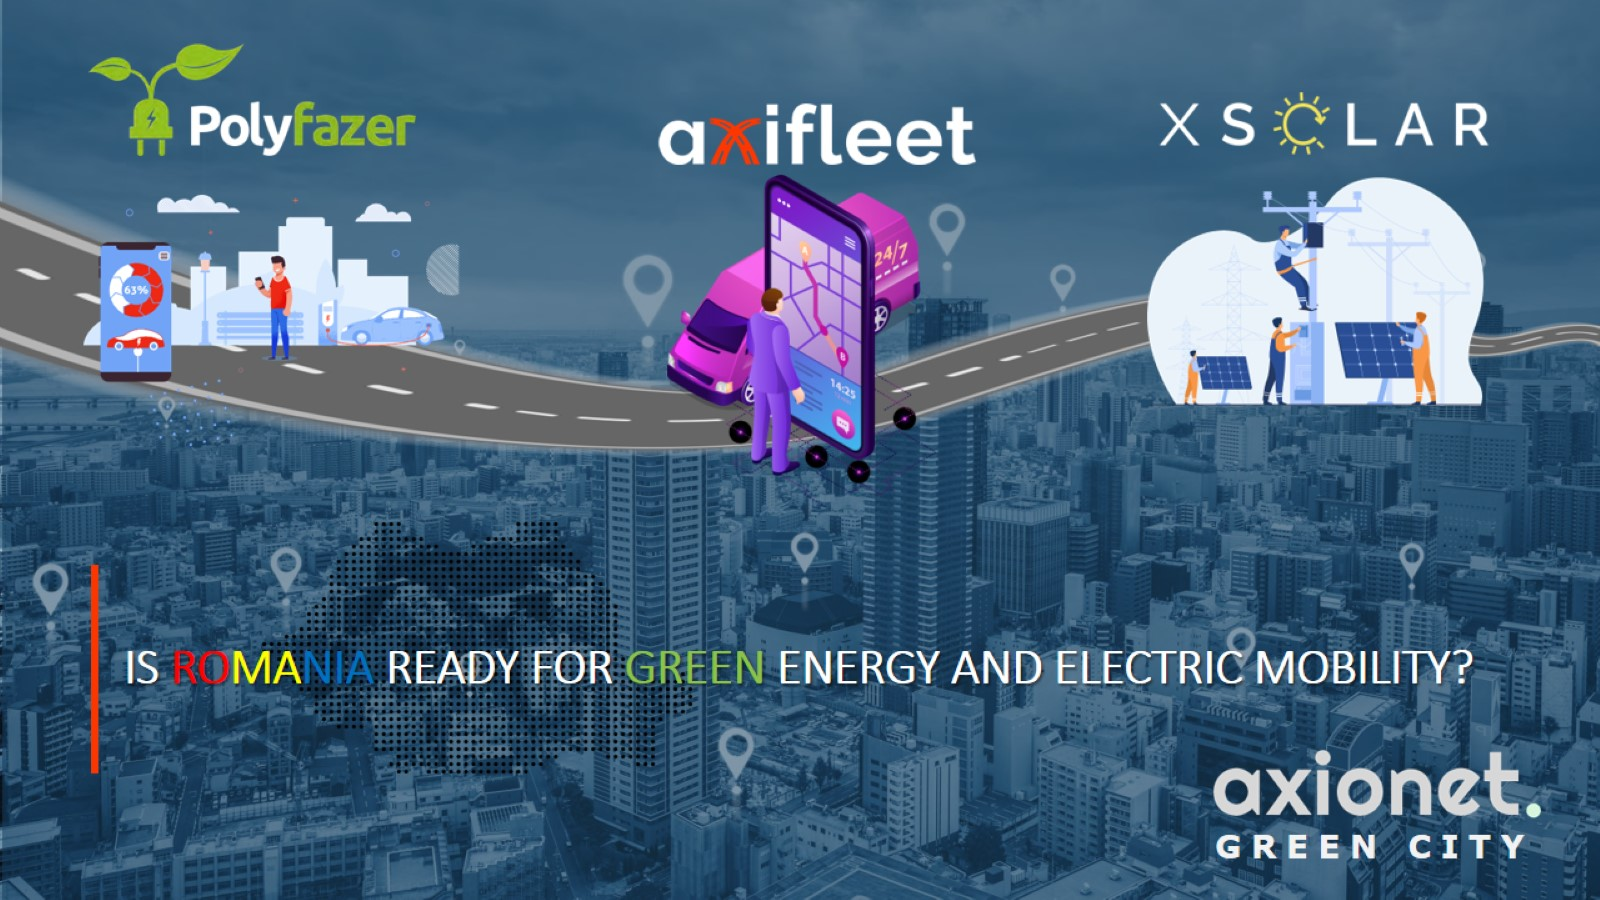 Polyfazer
axifleet
XSOLAR
63%
24/7
A
B
14:25
IS ROMANIA READY FOR GREEN ENERGY AND ELECTRIC MOBILITY?
axionet.
GREEN CITY